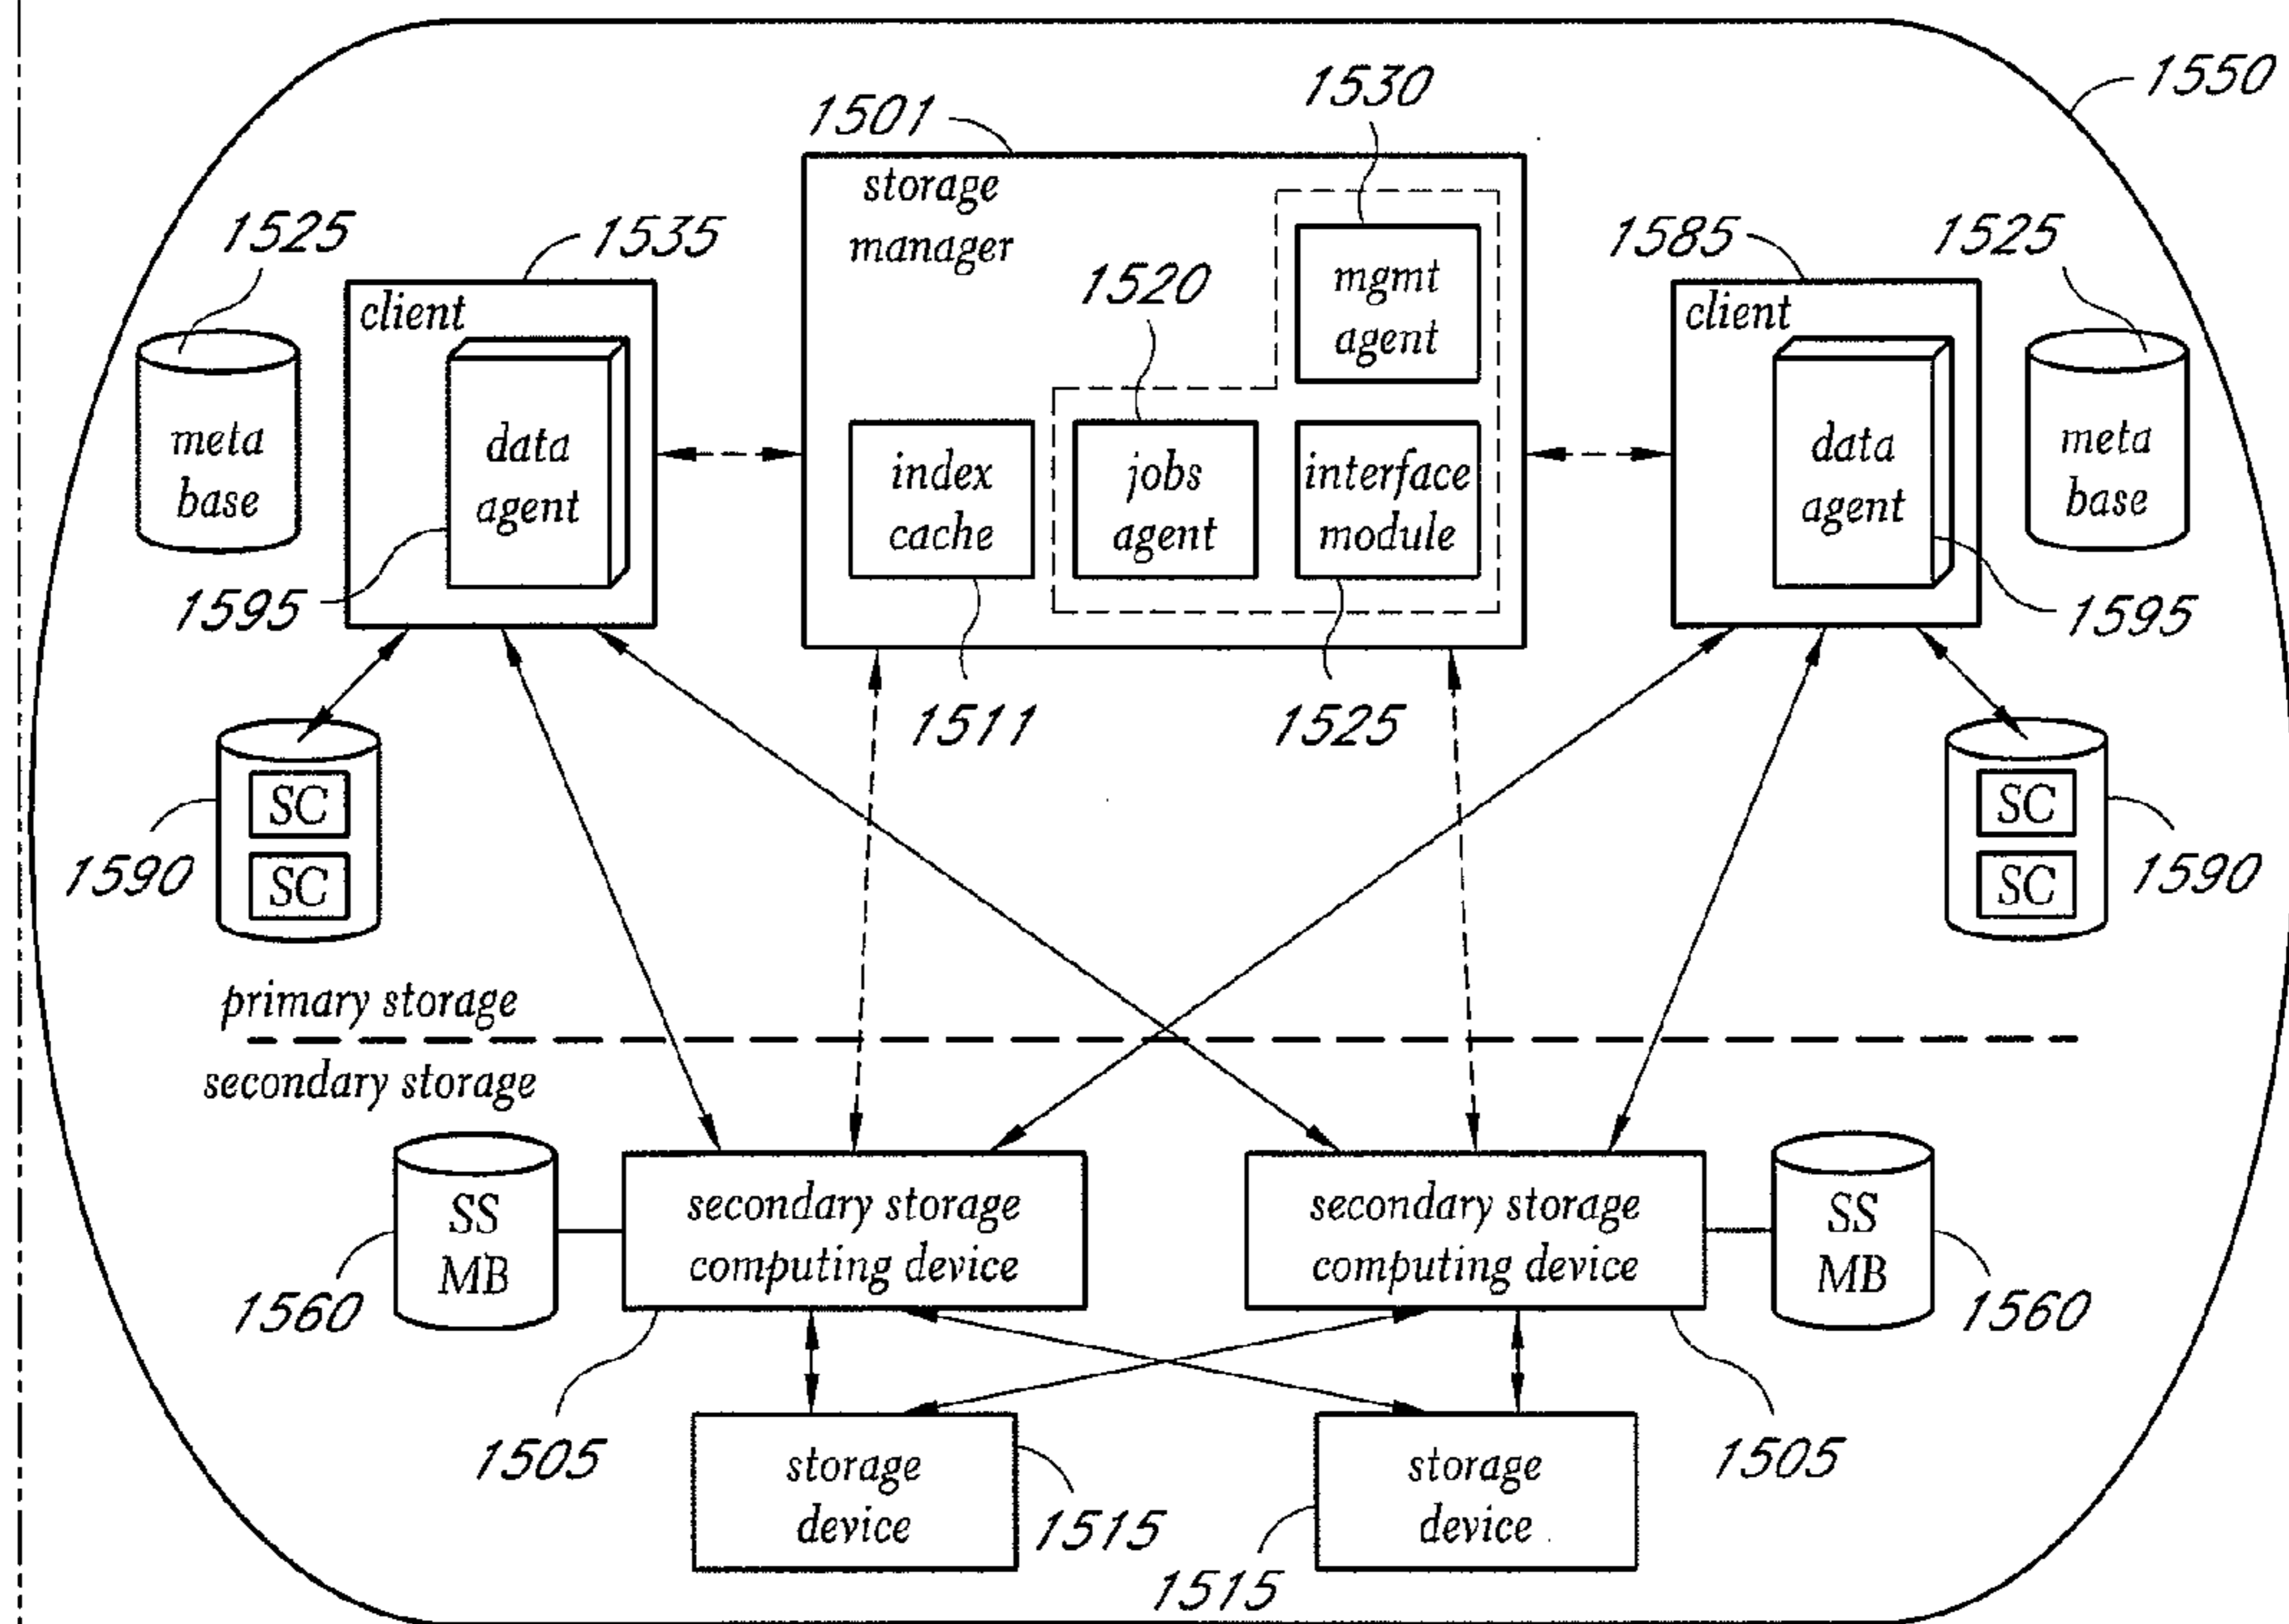 1550
1530
1501
storage
manager
1525
1535
1585
1525
mgmt
agent
1520
client
client
meta
base
data
agent
index
cache
jobs
agent
interface
module
data
agent
meta
base
1595
1595
1511
1525
SC
SC
1590
SC
SC
1590
primary storage
secondary storage
SS
MB
secondary storage
computing device
secondary storage
computing device
SS
MB
1560
1560
1505
1505
storage
device
1515
storage
device
1515